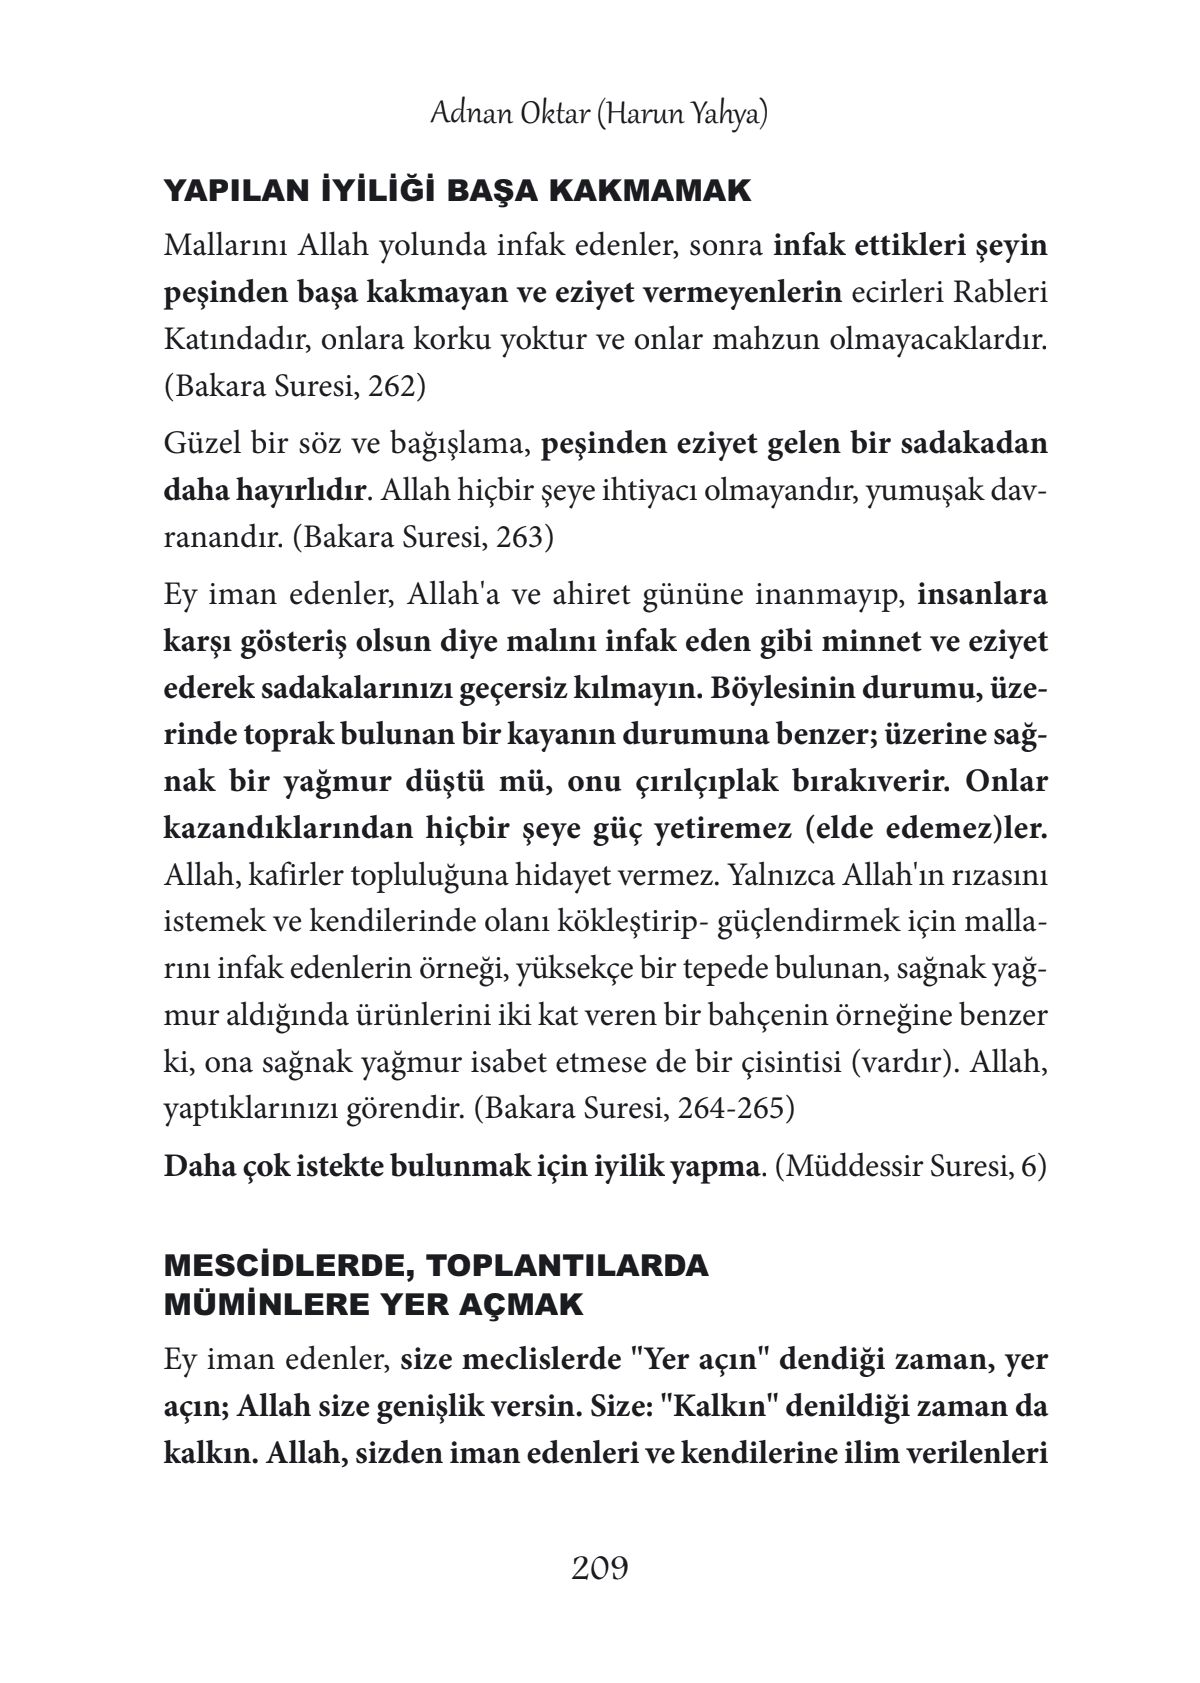 Adnan Oktar (Harun Yahya)
YAPILAN İYİLİĞİ BAŞA KAKMAMAK
Mallarını Allah yolunda infak edenler, sonra infak ettikleri şeyin
peşinden başa kakmayan ve eziyet vermeyenlerin ecirleri Rableri
Katındadır, onlara korku yoktur ve onlar mahzun olmayacaklardır.
(Bakara Suresi, 262)
Güzel bir söz ve bağışlama, peşinden eziyet gelen bir sadakadan
daha hayırlıdır. Allah hiçbir şeye ihtiyacı olmayandır, yumuşak dav-
ranandır. (Bakara Suresi, 263)
Ey iman edenler, Allah'a ve ahiret gününe inanmayıp, insanlara
karşı gösteriş olsun diye malını infak eden gibi minnet ve eziyet
ederek sadakalarınızı geçersiz kılmayın. Böylesinin durumu, üze-
rinde toprak bulunan bir kayanın durumuna benzer; üzerine sağ-
nak bir yağmur düştü mü, onu çırılçıplak bırakıverir. Onlar
kazandıklarından hiçbir şeye güç yetiremez (elde edemez)ler.
Allah, kafirler topluluğuna hidayet vermez. Yalnızca Allah'ın rızasını
istemek ve kendilerinde olanı kökleştirip- güçlendirmek için malla-
rını infak edenlerin örneği, yüksekçe bir tepede bulunan, sağnak yağ-
mur aldığında ürünlerini iki kat veren bir bahçenin örneğine benzer
ki, ona sağnak yağmur isabet etmese de bir çisintisi (vardır). Allah,
yaptıklarınızı görendir. (Bakara Suresi, 264-265)
Daha çok istekte bulunmak için iyilik yapma. (Müddessir Suresi, 6)
MESCİDLERDE, TOPLANTILARDA
MÜMİNLERE YER AÇMAK
Ey iman edenler, size meclislerde "Yer açın" dendiği zaman, yer
açın; Allah size genişlik versin. Size: "Kalkın" denildiği zaman da
kalkın. Allah, sizden iman edenleri ve kendilerine ilim verilenleri
209